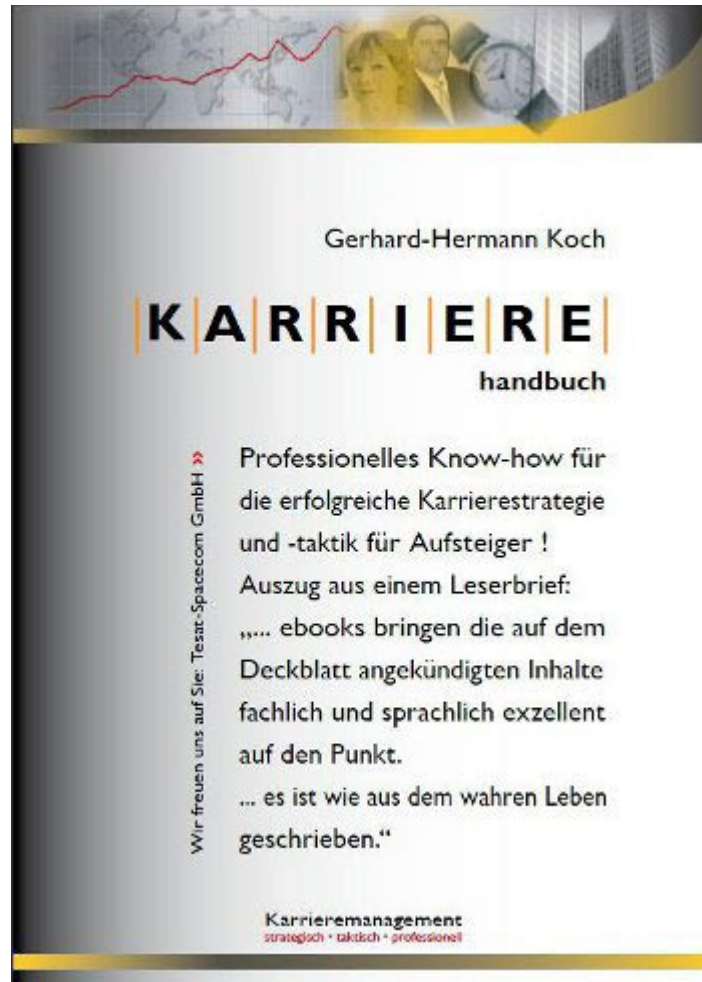 Gerhard-Hermann Koch
KARRIERE
handbuch
Wir freuen uns auf Sie: Tesat-Spacecom GmbH »
Professionelles Know-how für
die erfolgreiche Karrierestrategie
und -taktik für Aufsteiger !
Auszug aus einem Leserbrief:
„... ebooks bringen die auf dem
Deckblatt angekündigten Inhalte
fachlich und sprachlich exzellent
auf den Punkt.
... es ist wie aus dem wahren Leben
geschrieben.“
Karrieremanagement
strategisch • taktisch • professionell